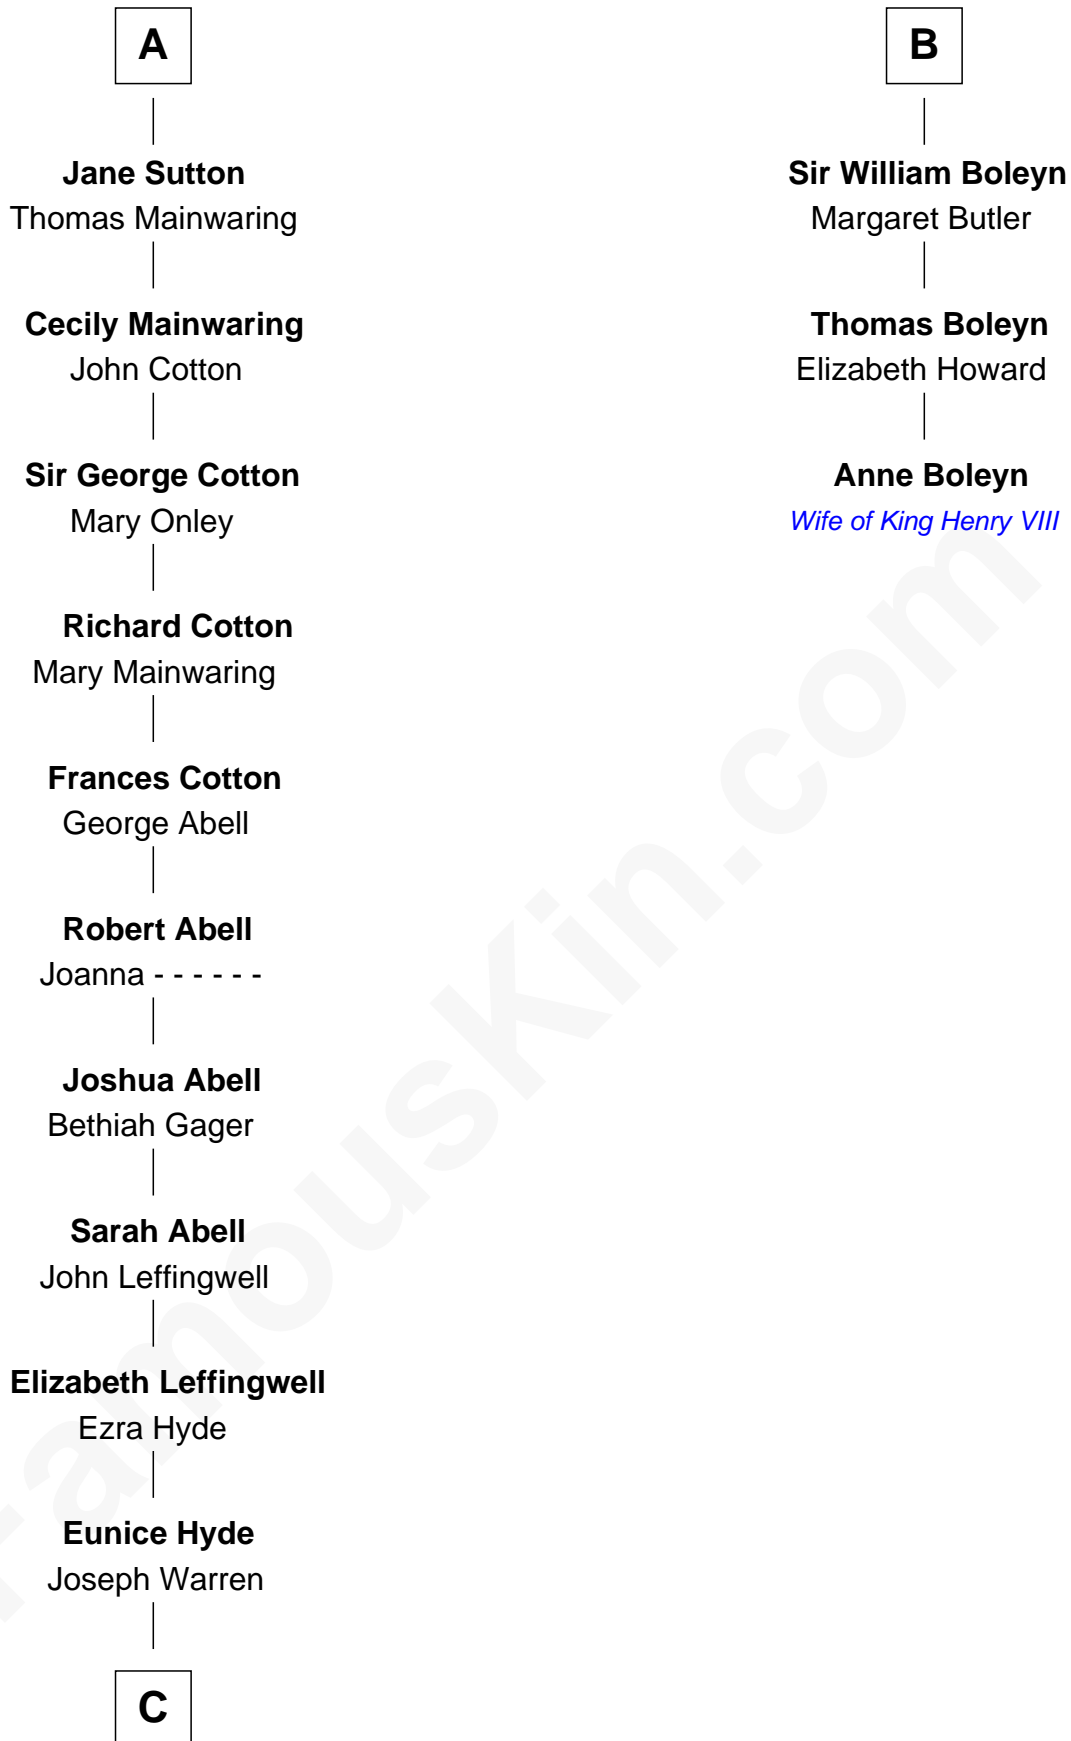 A
Jane Sutton
Thomas Mainwaring
Cecily Mainwaring
John Cotton
Sir George Cotton
Mary Onley
Richard Cotton
Mary Mainwaring
Frances Cotton
George Abell
Robert Abell
Joanna - - - - - -
Joshua Abell
Bethiah Gager
Sarah Abell
John Leffingwell
Elizabeth Leffingwell
Ezra Hyde
Eunice Hyde
Joseph Warren
C
B
Sir William Boleyn
Margaret Butler
Thomas Boleyn
Elizabeth Howard
Anne Boleyn
Wife of King Henry VIII
FamousKin.com